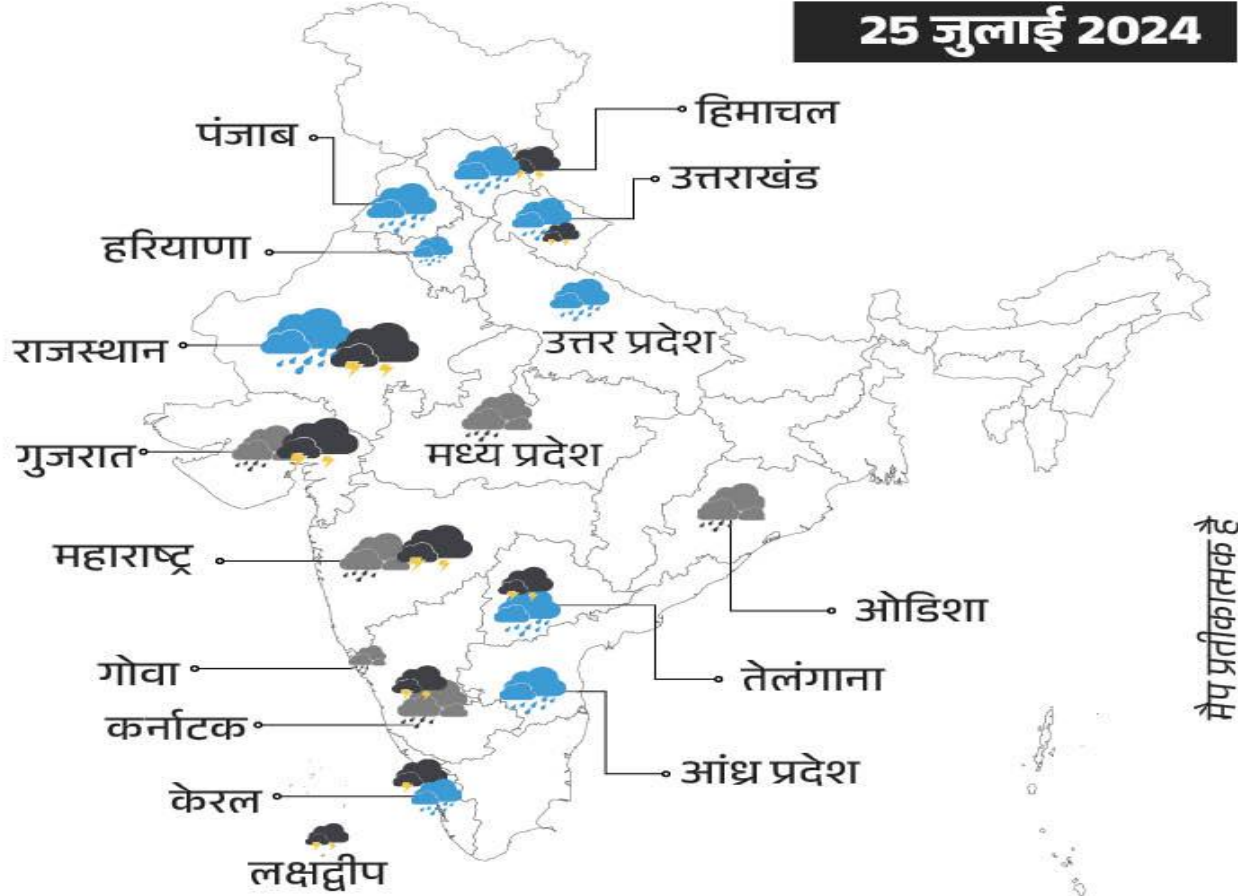 25 जुलाई 2024
हिमाचल
पंजाब
उत्तराखंड
हरियाणा
राजस्थान
उत्तर प्रदेश
गुजरात
मध्य प्रदेश
महाराष्ट्र
ओडिशा
गोवा
तेलंगाना
कर्नाटक
आंध्र प्रदेश
केरल
लक्षद्वीप
मैप प्रतीकात्मक है